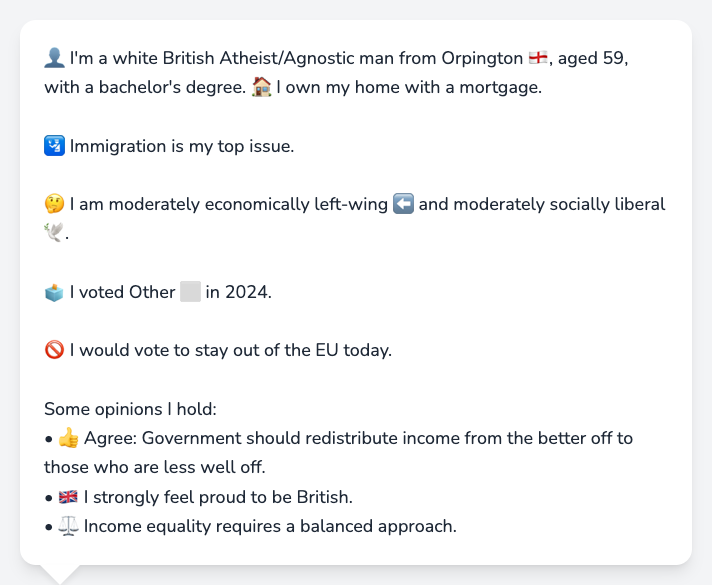 👤 I'm a white British Atheist/Agnostic man from Orpington 🏴󠁧󠁢󠁥󠁮󠁧󠁿, aged 59,
with a bachelor's degree. 🏠 I own my home with a mortgage.
🛂 Immigration is my top issue.
🤔 I am moderately economically left-wing ⬅️ and moderately socially liberal
🕊️.
🗳️ I voted Other ⬜ in 2024.
🚫 I would vote to stay out of the EU today.
Some opinions I hold:
• 👍 Agree: Government should redistribute income from the better off to
those who are less well off.
• 🇬🇧 I strongly feel proud to be British.
• ⚖️ Income equality requires a balanced approach.